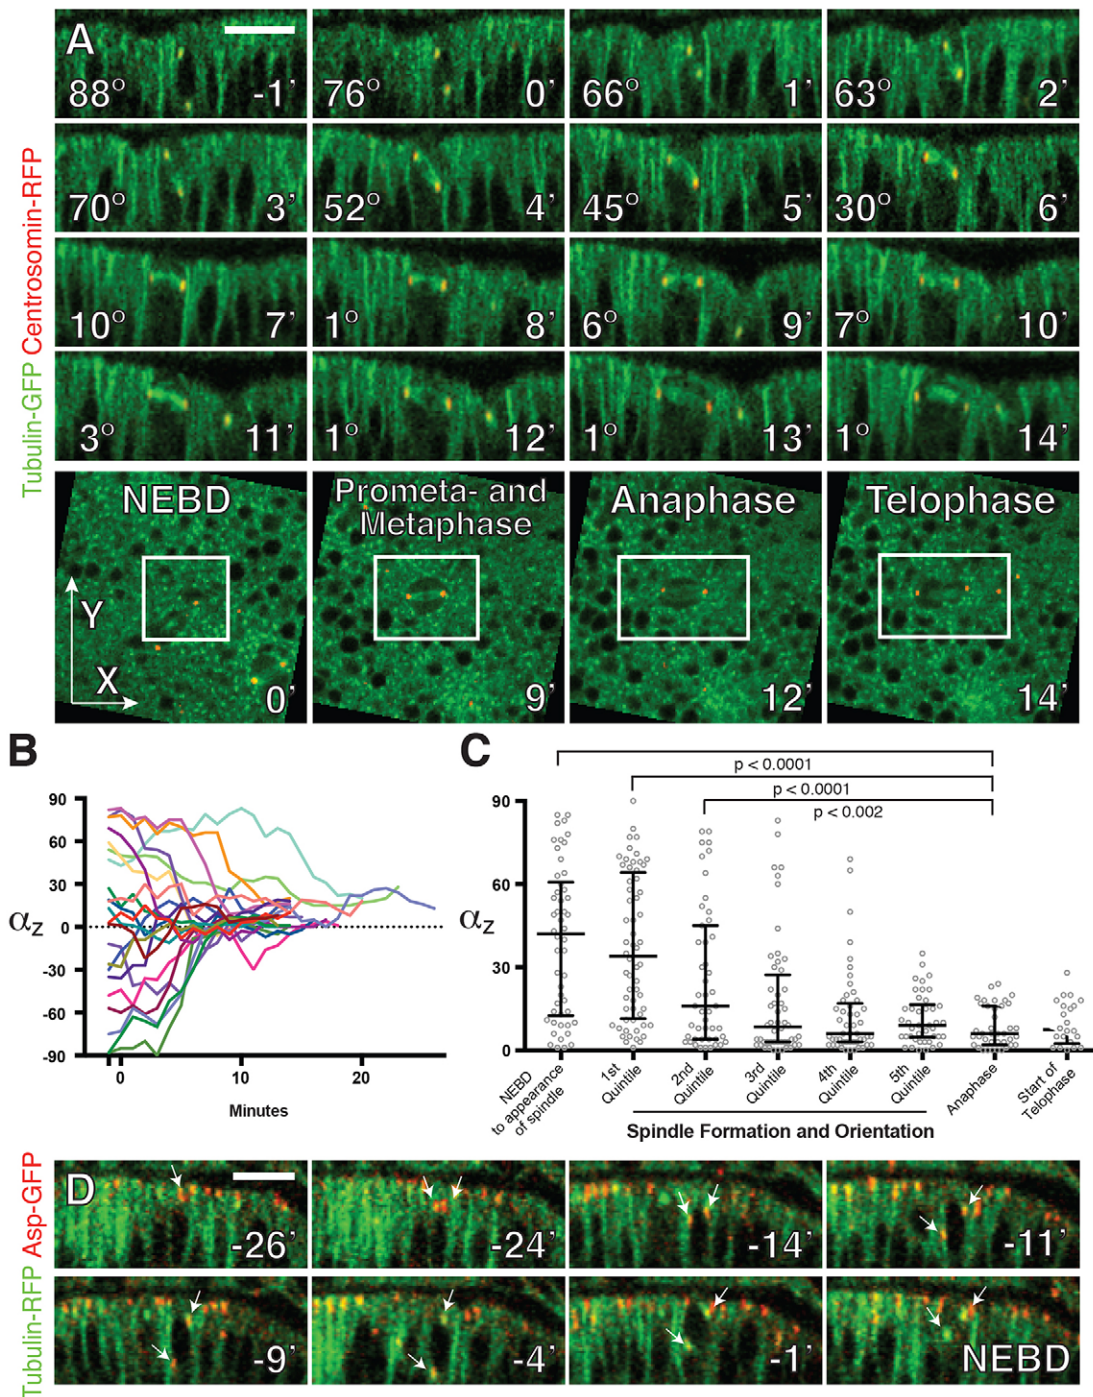 A
88° -1’
76° 0’
66° 1’
63° 2’
70° 3’
52° 4’
45° 5’
30° 6’
10° 7’
1° 8’
6° 9’
7° 10’
3° 11’
1° 12’
1° 13’
1° 14’
Tubulin-GFP Centrosomin-RFP
NEBD
Y
X
0’
Prometa- and
Metaphase
9’
Anaphase
12’
Telophase
14’
B
90
60
30
0
-30
-60
-90
αZ
0 10 20
Minutes
C
p < 0.0001
p < 0.0001
p < 0.002
90
60
30
0
αZ
NEBD
to appearance
of spindle
1st
Quintile
2nd
Quintile
3rd
Quintile
4th
Quintile
5th
Quintile
Anaphase
Start of
Telophase
Spindle Formation and Orientation
D
Tubulin-RFP Asp-GFP
-26’
-24’
-14’
-11’
-9’
-4’
-1’
NEBD